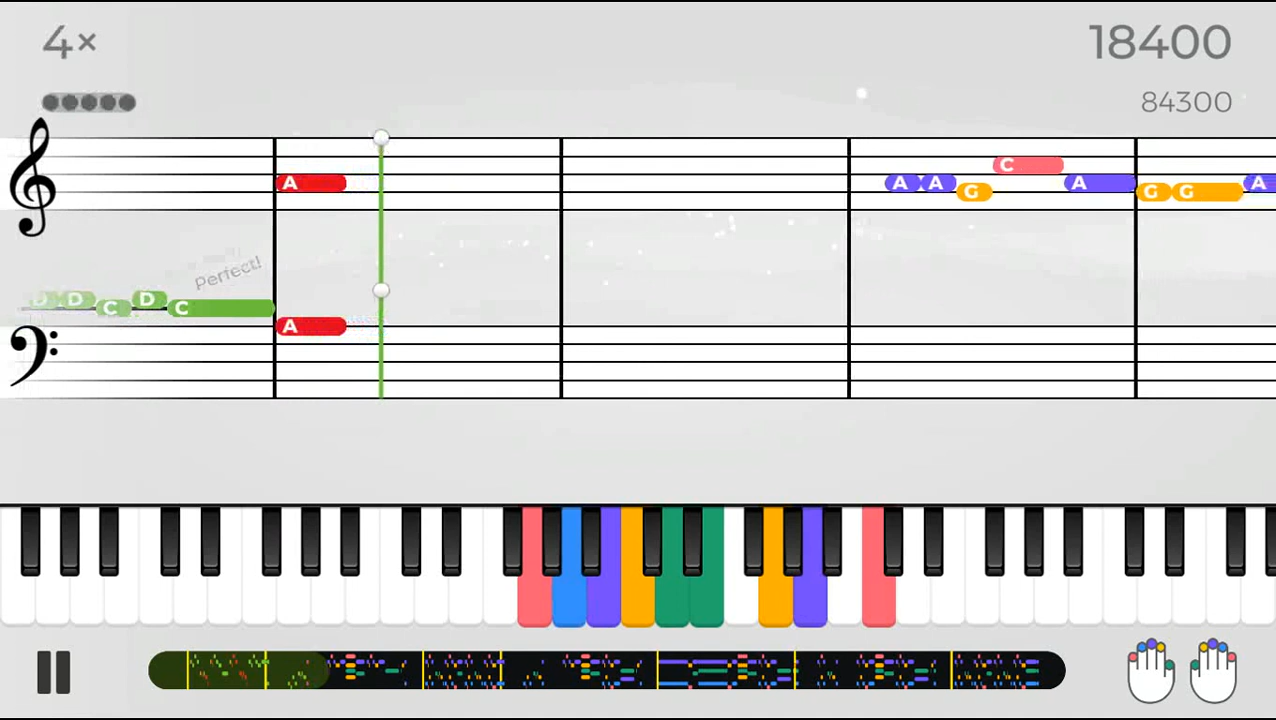 4×
18400
84300
A
C
A A G A
G G A
Perfect!
D D C D C
A